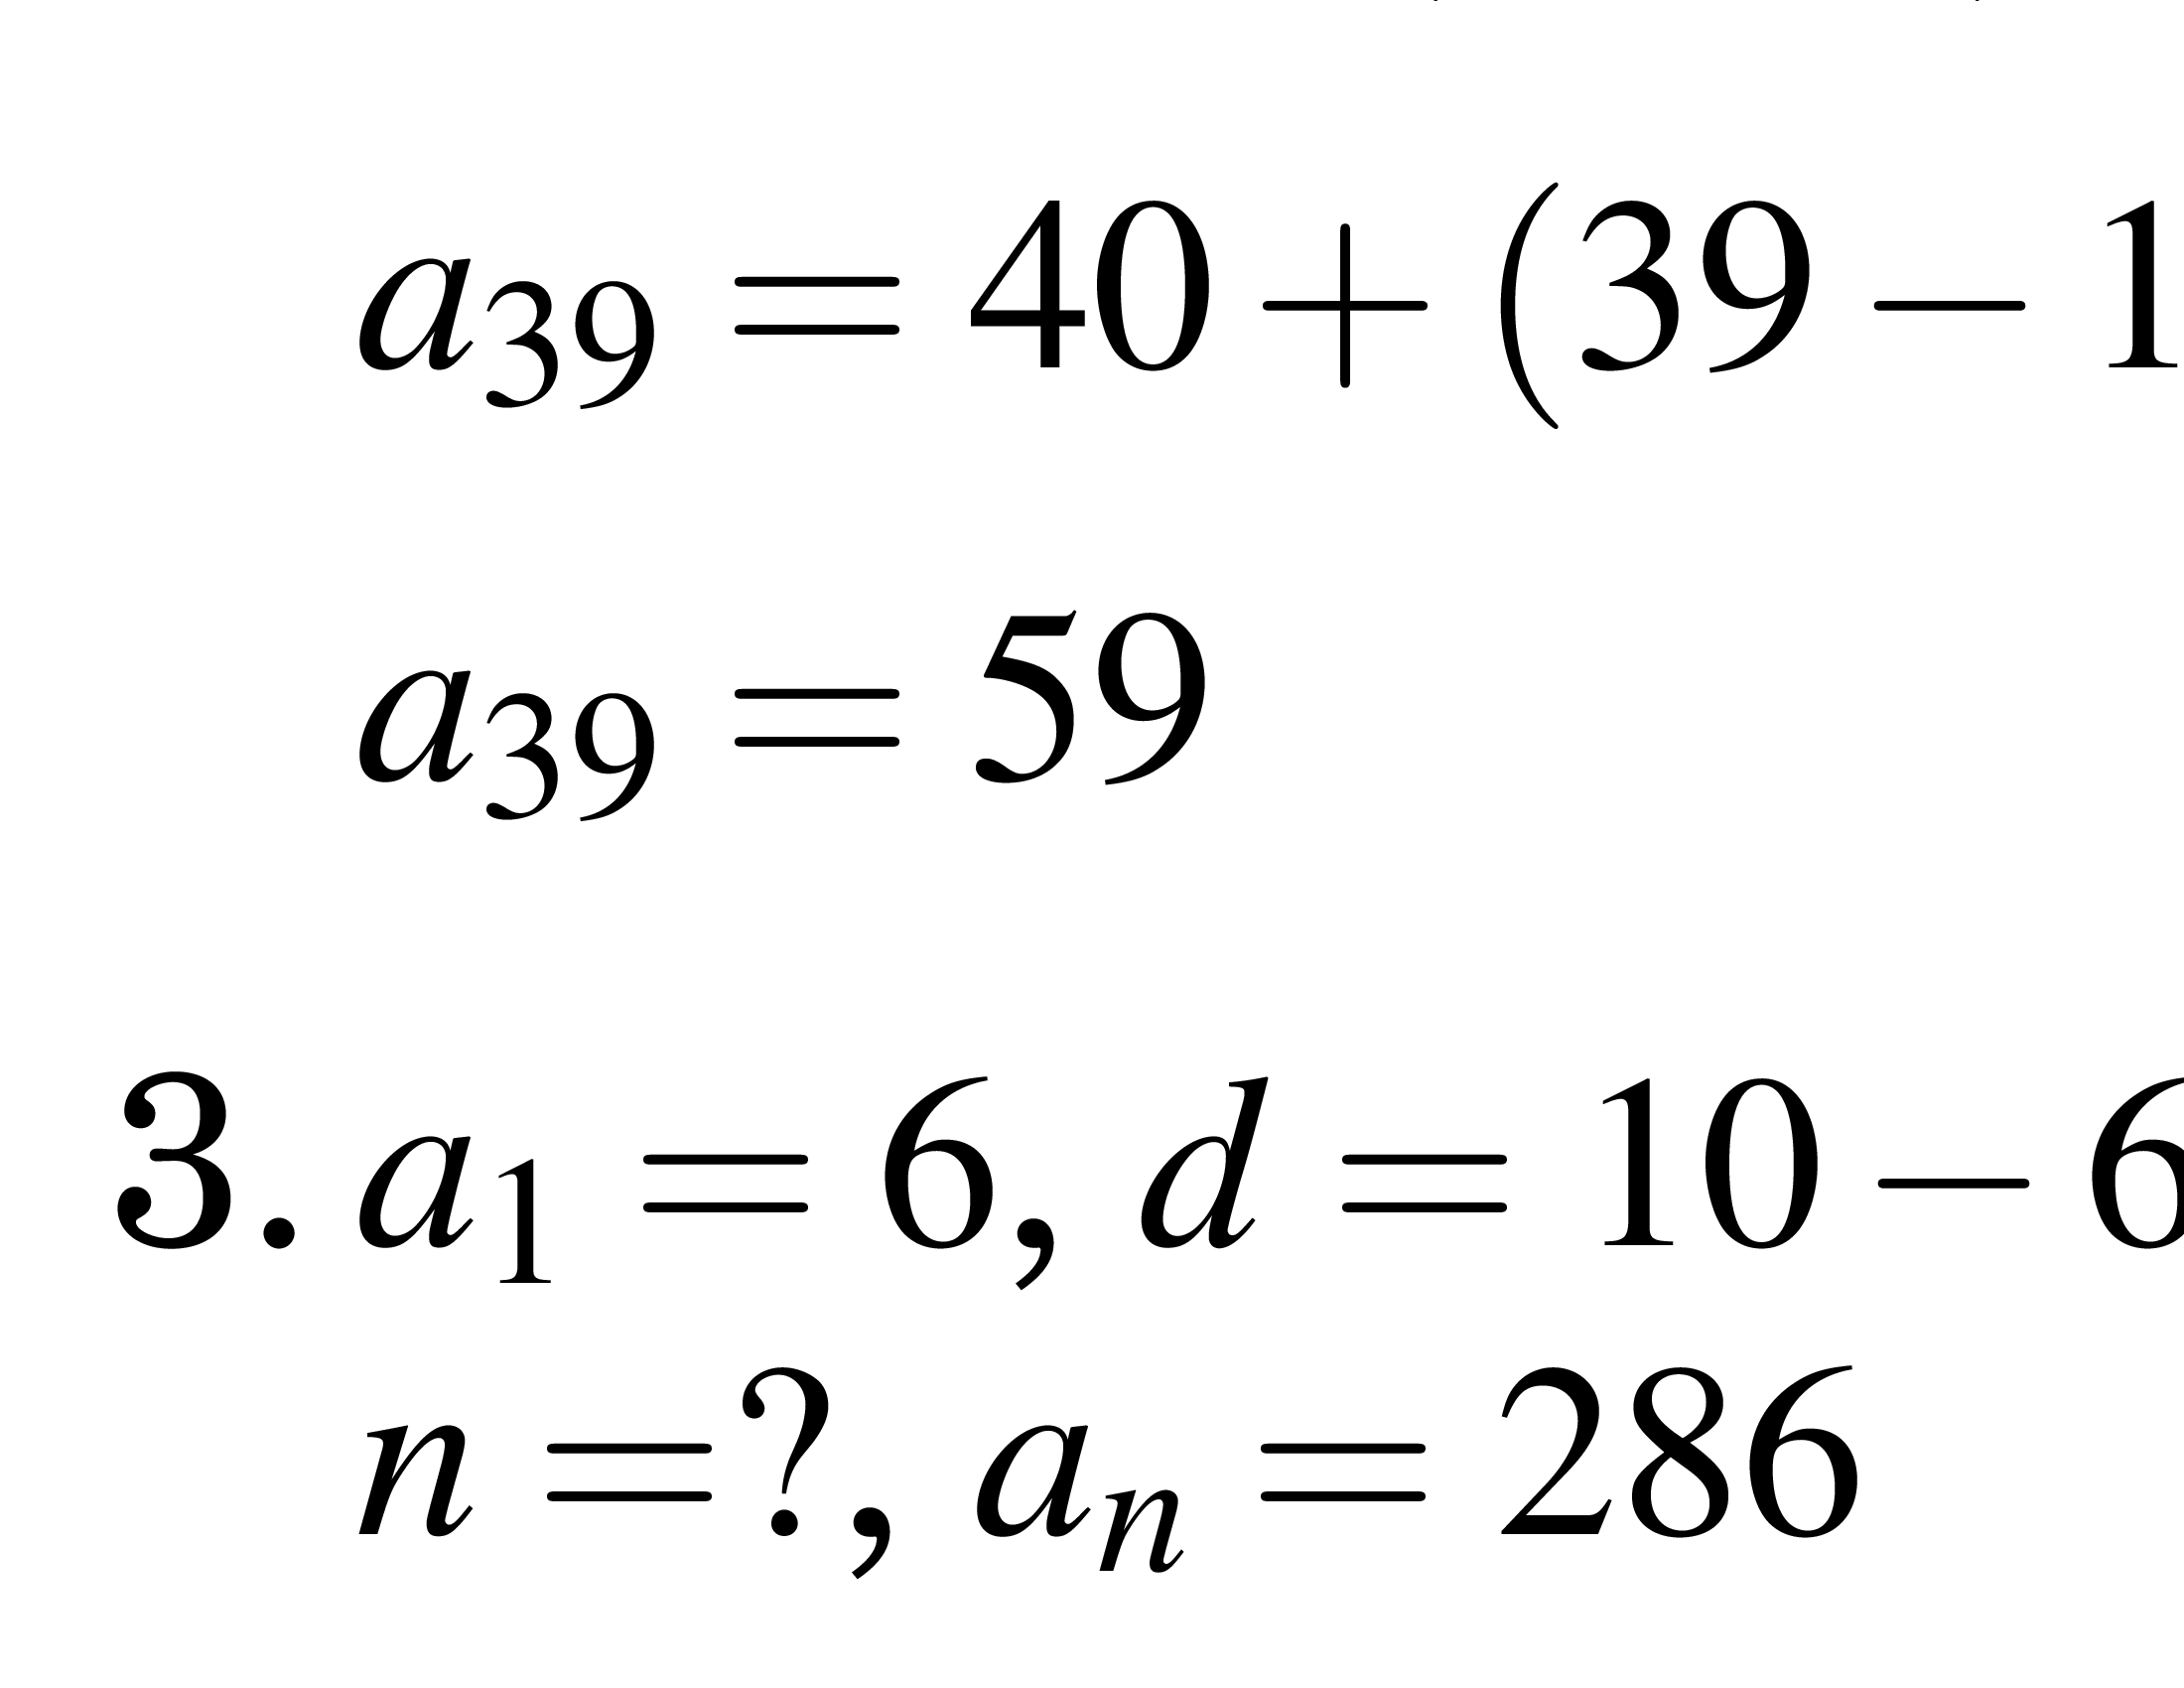 a₃₉ = 40 + (39 − 1
a₃₉ = 59
3. a₁ = 6, d = 10 − 6
n =?, aₙ = 286